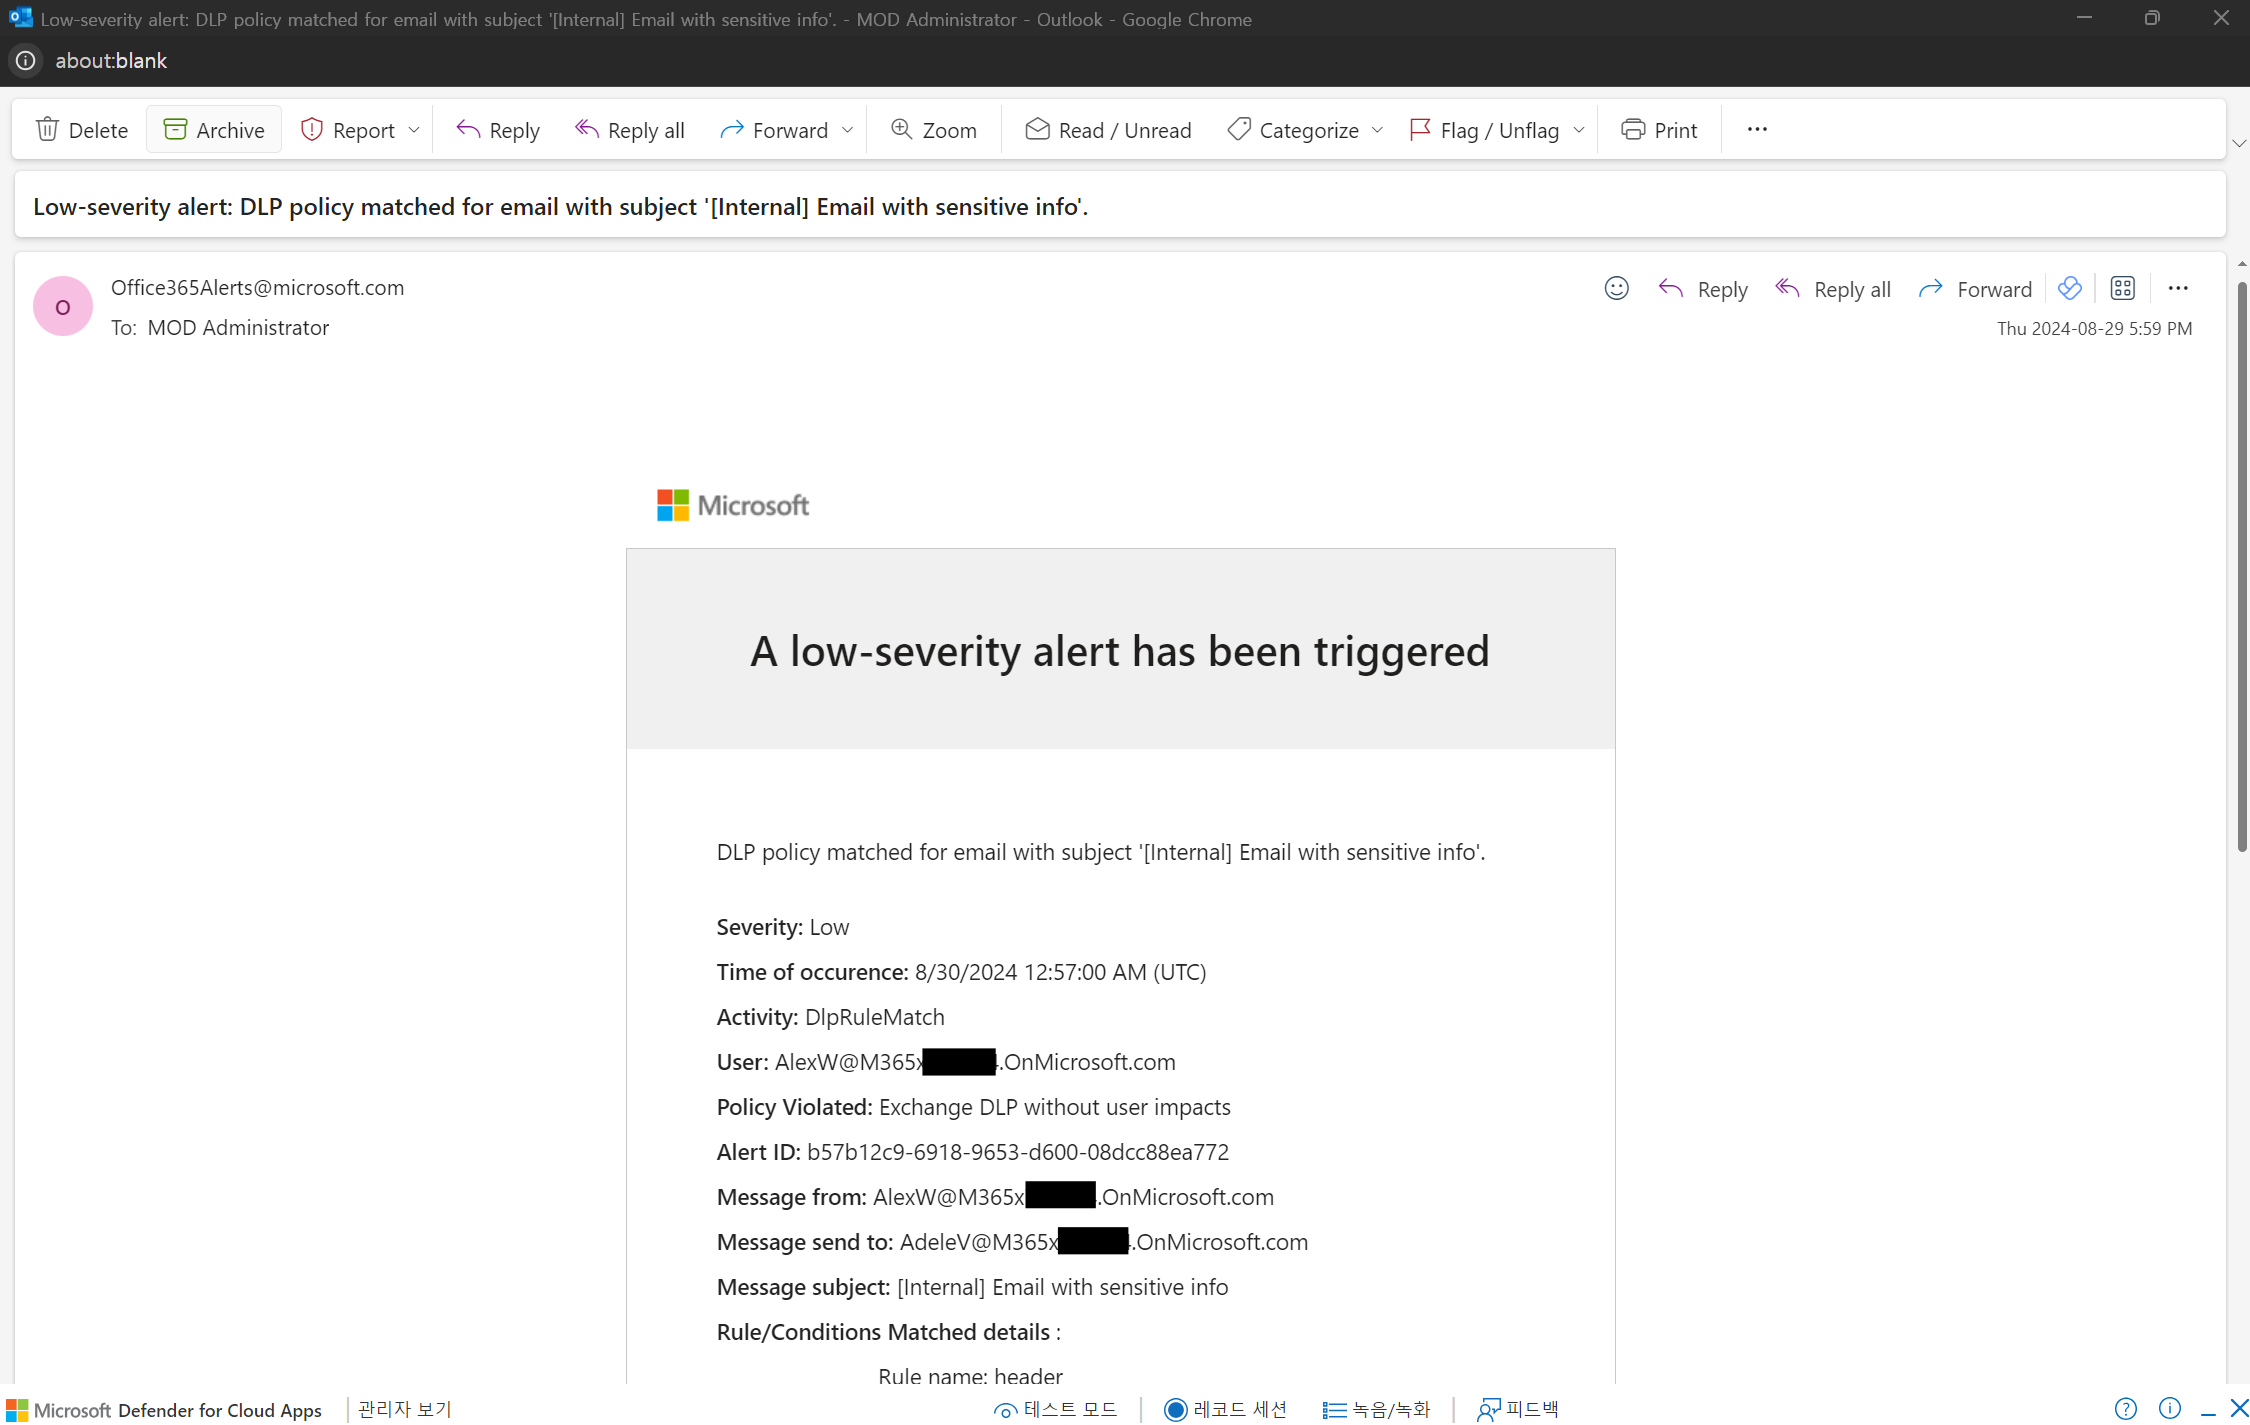 Low-severity alert: DLP policy matched for email with subject '[Internal] Email with sensitive info'. - MOD Administrator - Outlook - Google Chrome
about:blank
Delete Archive Report Reply Reply all Forward Zoom Read / Unread Categorize Flag / Unflag Print
Low-severity alert: DLP policy matched for email with subject '[Internal] Email with sensitive info'.
O
Office365Alerts@microsoft.com
To: MOD Administrator
Reply Reply all Forward
Thu 2024-08-29 5:59 PM
Microsoft
A low-severity alert has been triggered
DLP policy matched for email with subject '[Internal] Email with sensitive info'.
Severity: Low
Time of occurence: 8/30/2024 12:57:00 AM (UTC)
Activity: DlpRuleMatch
User: AlexW@M365x .OnMicrosoft.com
Policy Violated: Exchange DLP without user impacts
Alert ID: b57b12c9-6918-9653-d600-08dcc88ea772
Message from: AlexW@M365x .OnMicrosoft.com
Message send to: AdeleV@M365x .OnMicrosoft.com
Message subject: [Internal] Email with sensitive info
Rule/Conditions Matched details :
Rule name: header
Microsoft Defender for Cloud Apps 관리자 보기 테스트 모드 레코드 세션 녹음/녹화 피드백